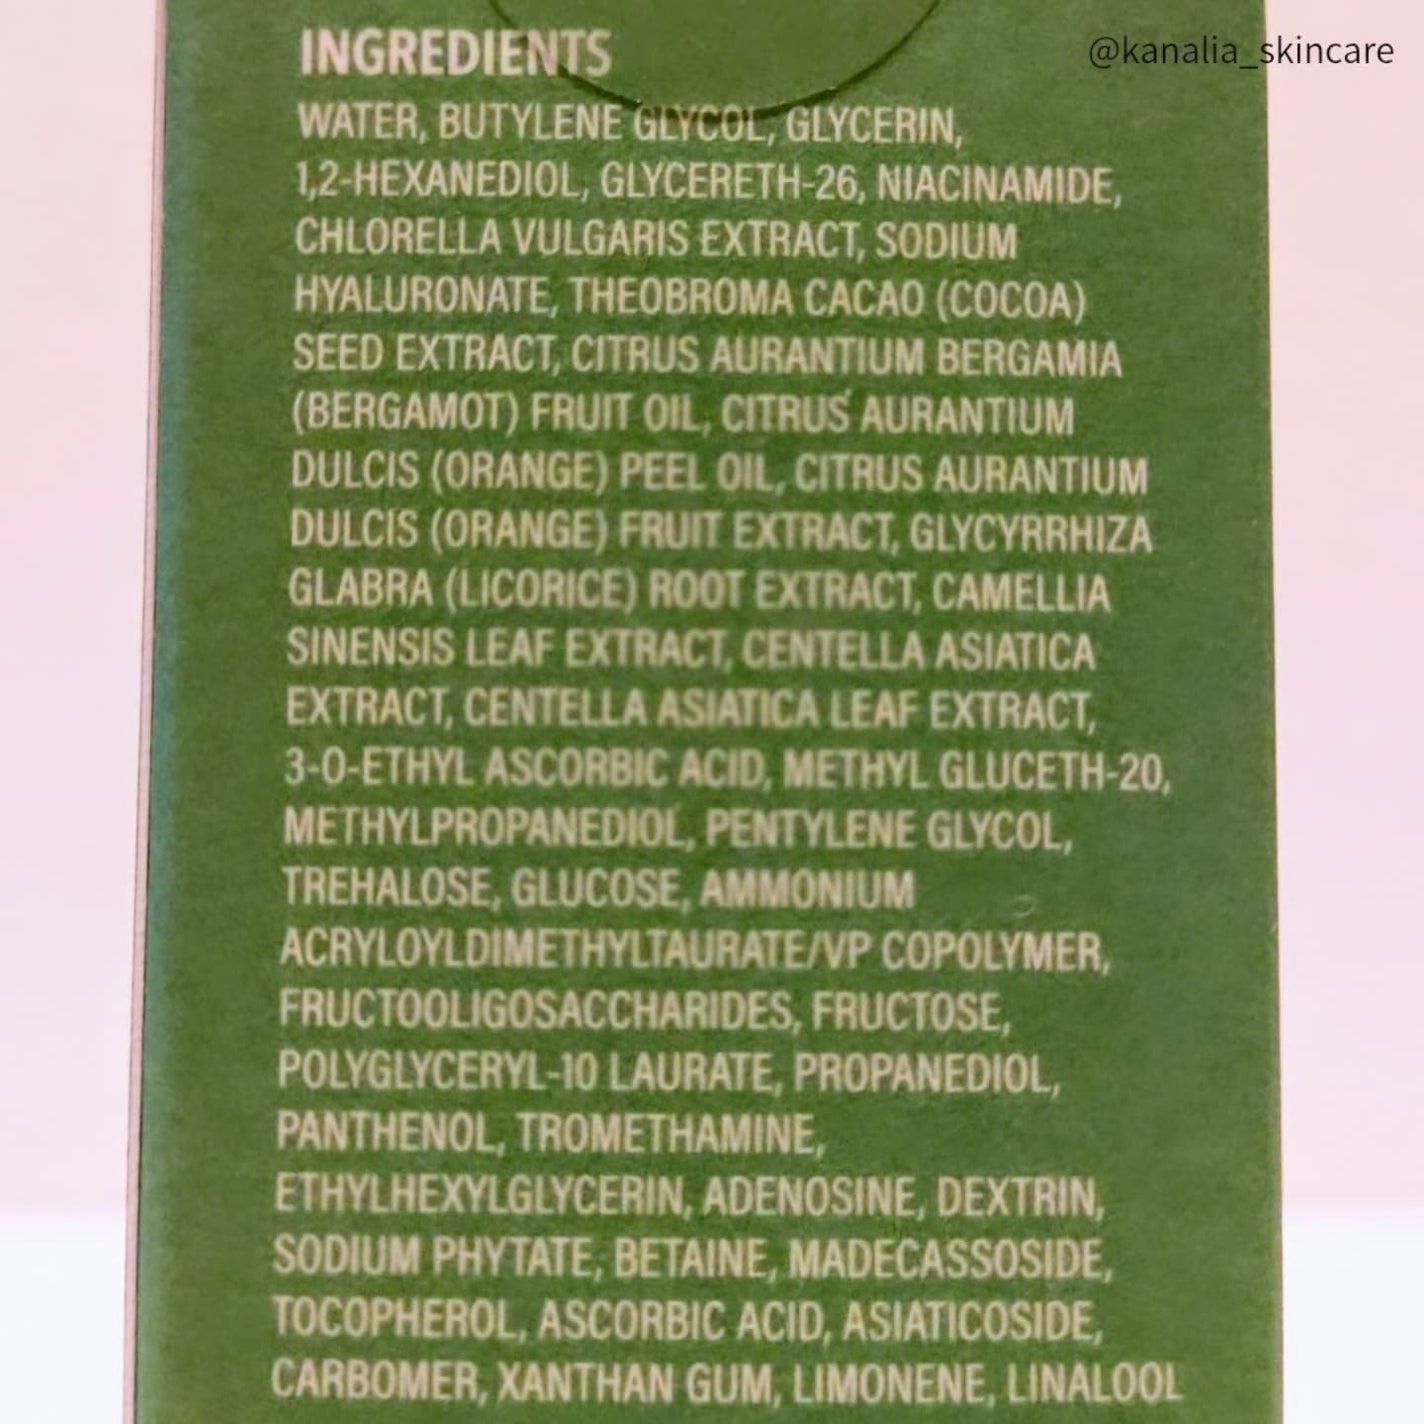 INGREDIENTS
@kanalia_skincare
WATER, BUTYLENE GLYCOL, GLYCERIN,
1,2-HEXANEDIOL, GLYCERETH-26, NIACINAMIDE,
CHLORELLA VULGARIS EXTRACT, SODIUM
HYALURONATE, THEOBROMA CACAO (COCOA)
SEED EXTRACT, CITRUS AURANTIUM BERGAMIA
(BERGAMOT) FRUIT OIL, CITRUS AURANTIUM
DULCIS (ORANGE) PEEL OIL, CITRUS AURANTIUM
DULCIS (ORANGE) FRUIT EXTRACT, GLYCYRRHIZA
GLABRA (LICORICE) ROOT EXTRACT, CAMELLIA
SINENSIS LEAF EXTRACT, CENTELLA ASIATICA
EXTRACT, CENTELLA ASIATICA LEAF EXTRACT,
3-O-ETHYL ASCORBIC ACID, METHYL GLUCETH-20,
METHYLPROPANEDIOL, PENTYLENE GLYCOL,
TREHALOSE, GLUCOSE, AMMONIUM
ACRYLOYLDIMETHYLTAURATE/VP COPOLYMER,
FRUCTOOLIGOSACCHARIDES, FRUCTOSE,
POLYGLYCERYL-10 LAURATE, PROPANEDIOL,
PANTHENOL, TROMETHAMINE,
ETHYLHEXYLGLYCERIN, ADENOSINE, DEXTRIN,
SODIUM PHYTATE, BETAINE, MADECASSOSIDE,
TOCOPHEROL, ASCORBIC ACID, ASIATICOSIDE,
CARBOMER, XANTHAN GUM, LIMONENE, LINALOOL